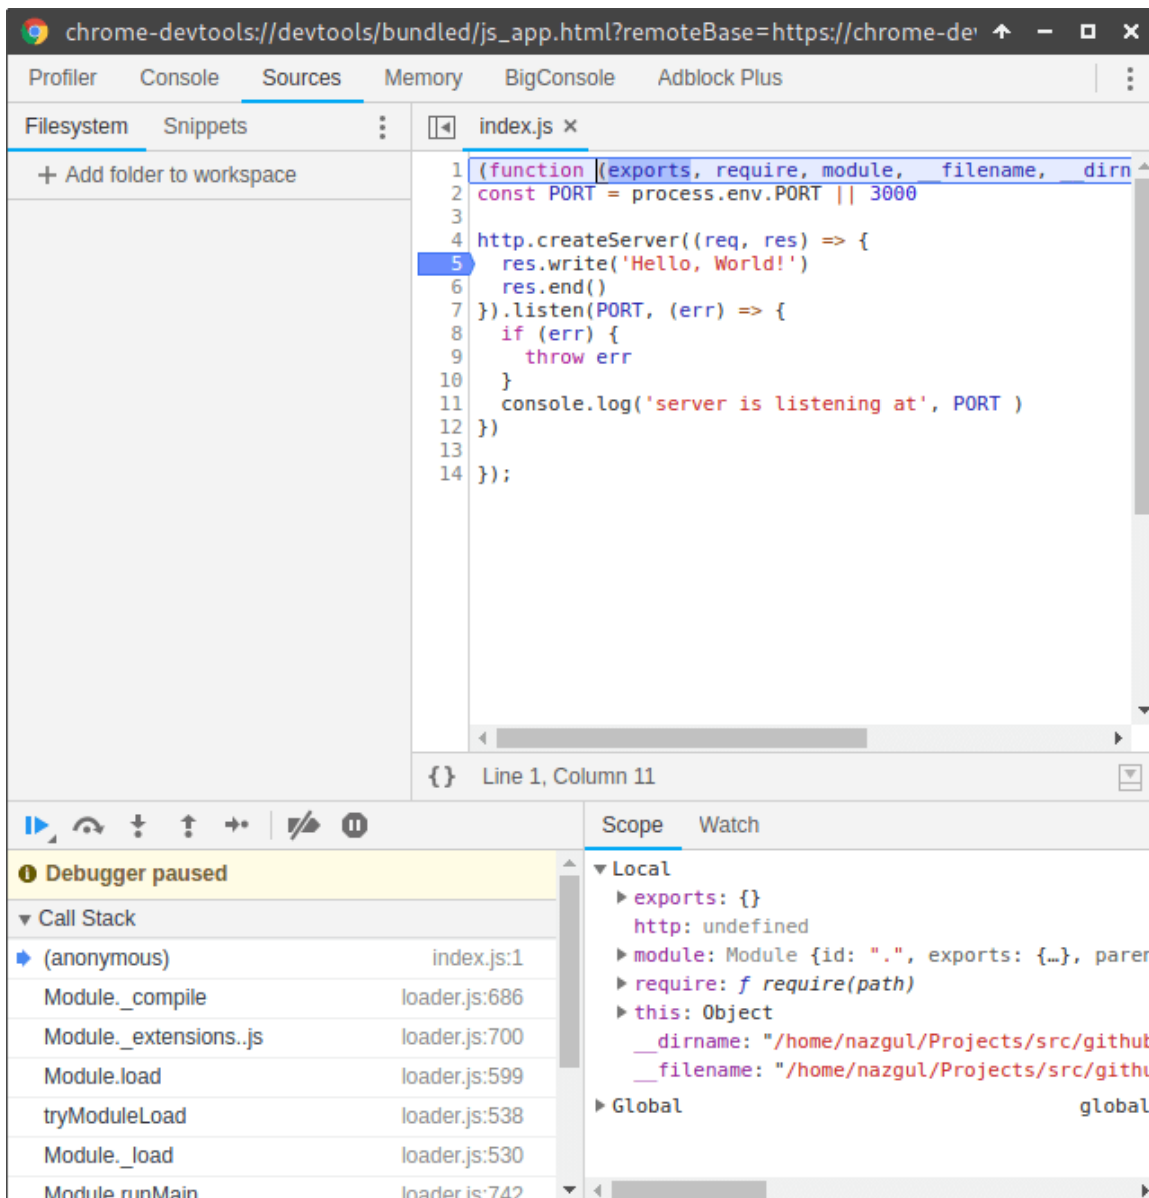 chrome-devtools://devtools/bundled/js_app.html?remoteBase=https://chrome-de
Profiler Console Sources Memory BigConsole Adblock Plus
Filesystem Snippets
index.js ×
+ Add folder to workspace
1 (function (exports, require, module, __filename, __dirn
2 const PORT = process.env.PORT || 3000
3
4 http.createServer((req, res) => {
5 res.write('Hello, World!')
6 res.end()
7 }).listen(PORT, (err) => {
8 if (err) {
9 throw err
10 }
11 console.log('server is listening at', PORT )
12 })
13
14 });
{} Line 1, Column 11
Scope Watch
Debugger paused
Call Stack
(anonymous) index.js:1
Module._compile loader.js:686
Module._extensions..js loader.js:700
Module.load loader.js:599
tryModuleLoad loader.js:538
Module._load loader.js:530
Module.runMain loader.js:742
Local
exports: {}
http: undefined
module: Module {id: ".", exports: {…}, paren
require: ƒ require(path)
this: Object
__dirname: "/home/nazgul/Projects/src/github
__filename: "/home/nazgul/Projects/src/githu
Global global